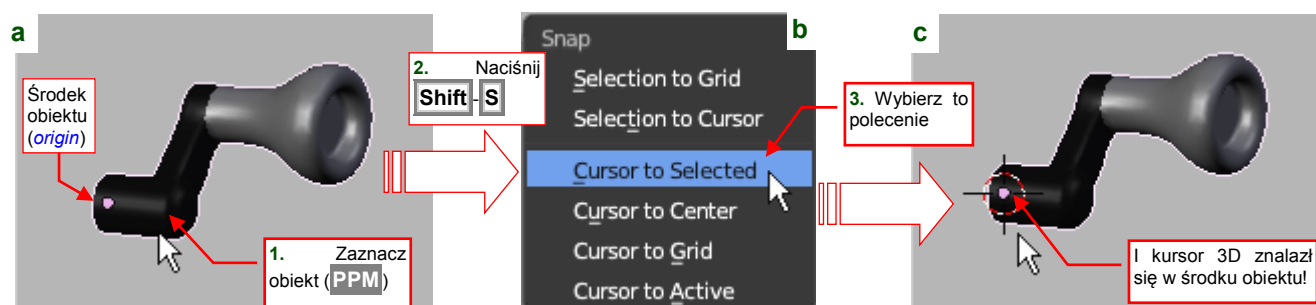 a
Środek
obiektu
(origin)
1. Zaznacz
obiekt (PPM)
2. Naciśnij
Shift - S
b
Snap
Selection to Grid
Selection to Cursor
Cursor to Selected
Cursor to Center
Cursor to Grid
Cursor to Active
3. Wybierz to
polecenie
c
I kursor 3D znalazł
się w środku obiektu!